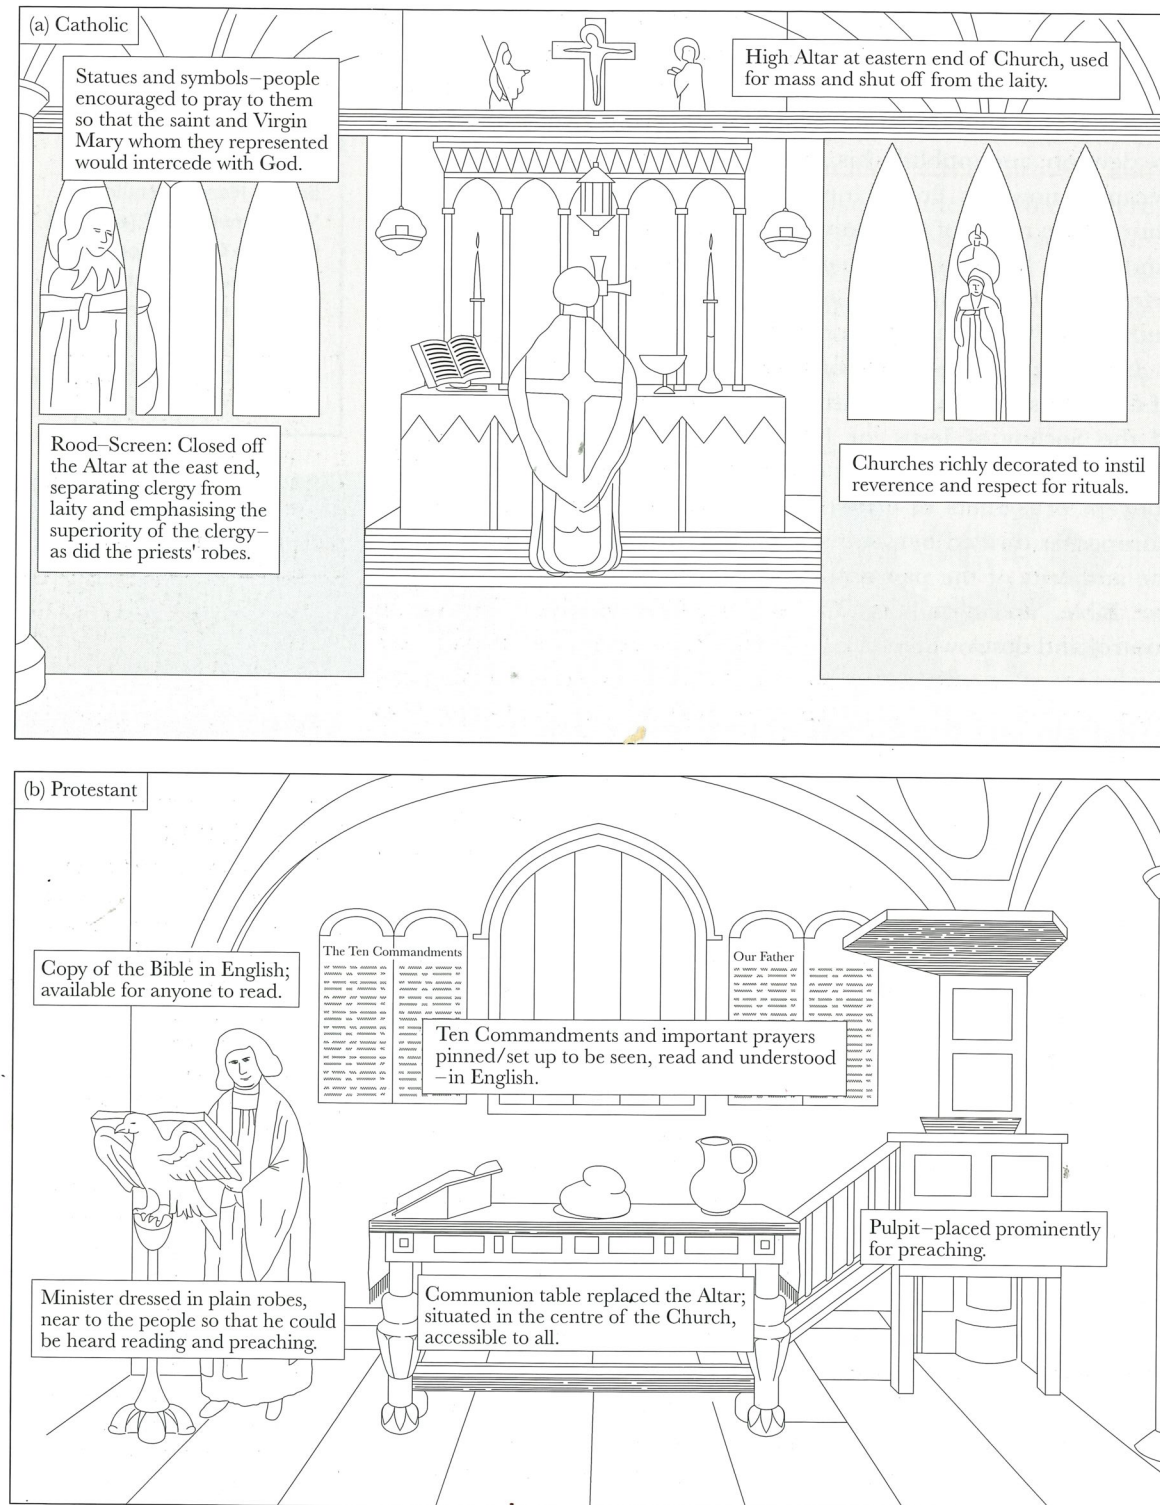 (a) Catholic
Statues and symbols–people
encouraged to pray to them
so that the saint and Virgin
Mary whom they represented
would intercede with God.
High Altar at eastern end of Church, used
for mass and shut off from the laity.
Rood–Screen: Closed off
the Altar at the east end,
separating clergy from
laity and emphasising the
superiority of the clergy–
as did the priests' robes.
Churches richly decorated to instil
reverence and respect for rituals.
(b) Protestant
Copy of the Bible in English;
available for anyone to read.
The Ten Commandments
Our Father
Ten Commandments and important prayers
pinned/set up to be seen, read and understood
–in English.
Pulpit–placed prominently
for preaching.
Minister dressed in plain robes,
near to the people so that he could
be heard reading and preaching.
Communion table replaced the Altar;
situated in the centre of the Church,
accessible to all.